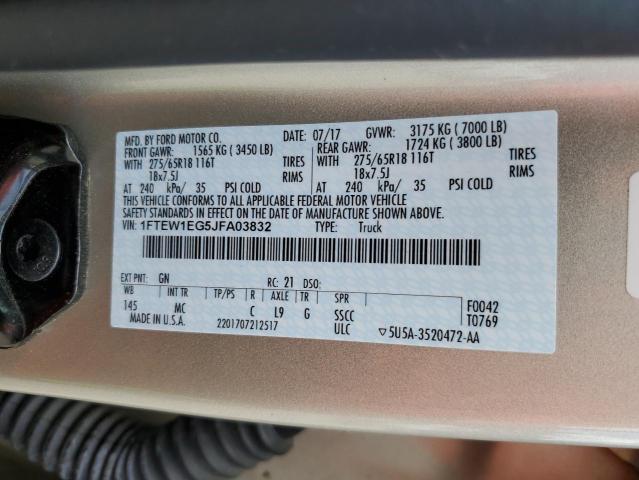 MFD. BY FORD MOTOR CO.
DATE: 07/17 GVWR: 3175 KG ( 7000 LB)
FRONT GAWR: 1565 KG ( 3450 LB) REAR GAWR: 1724 KG ( 3800 LB)
WITH 275/65R18 116T TIRES WITH 275/65R18 116T TIRES
18x7.5J RIMS 18x7.5J RIMS
AT 240 kPa/ 35 PSI COLD AT 240 kPa/ 35 PSI COLD
THIS VEHICLE CONFORMS TO ALL APPLICABLE FEDERAL MOTOR VEHICLE
SAFETY STANDARDS IN EFFECT ON THE DATE OF MANUFACTURE SHOWN ABOVE.
VIN: 1FTEW1EG5JFA03832 TYPE: Truck
EXT PNT: GN RC: 21 DSO:
WB INT TR TP/PS R AXLE TR SPR F0042
145 MC C L9 G SSCC T0769
MADE IN U.S.A. 2201707212517 ULC ▽5U5A-3520472-AA